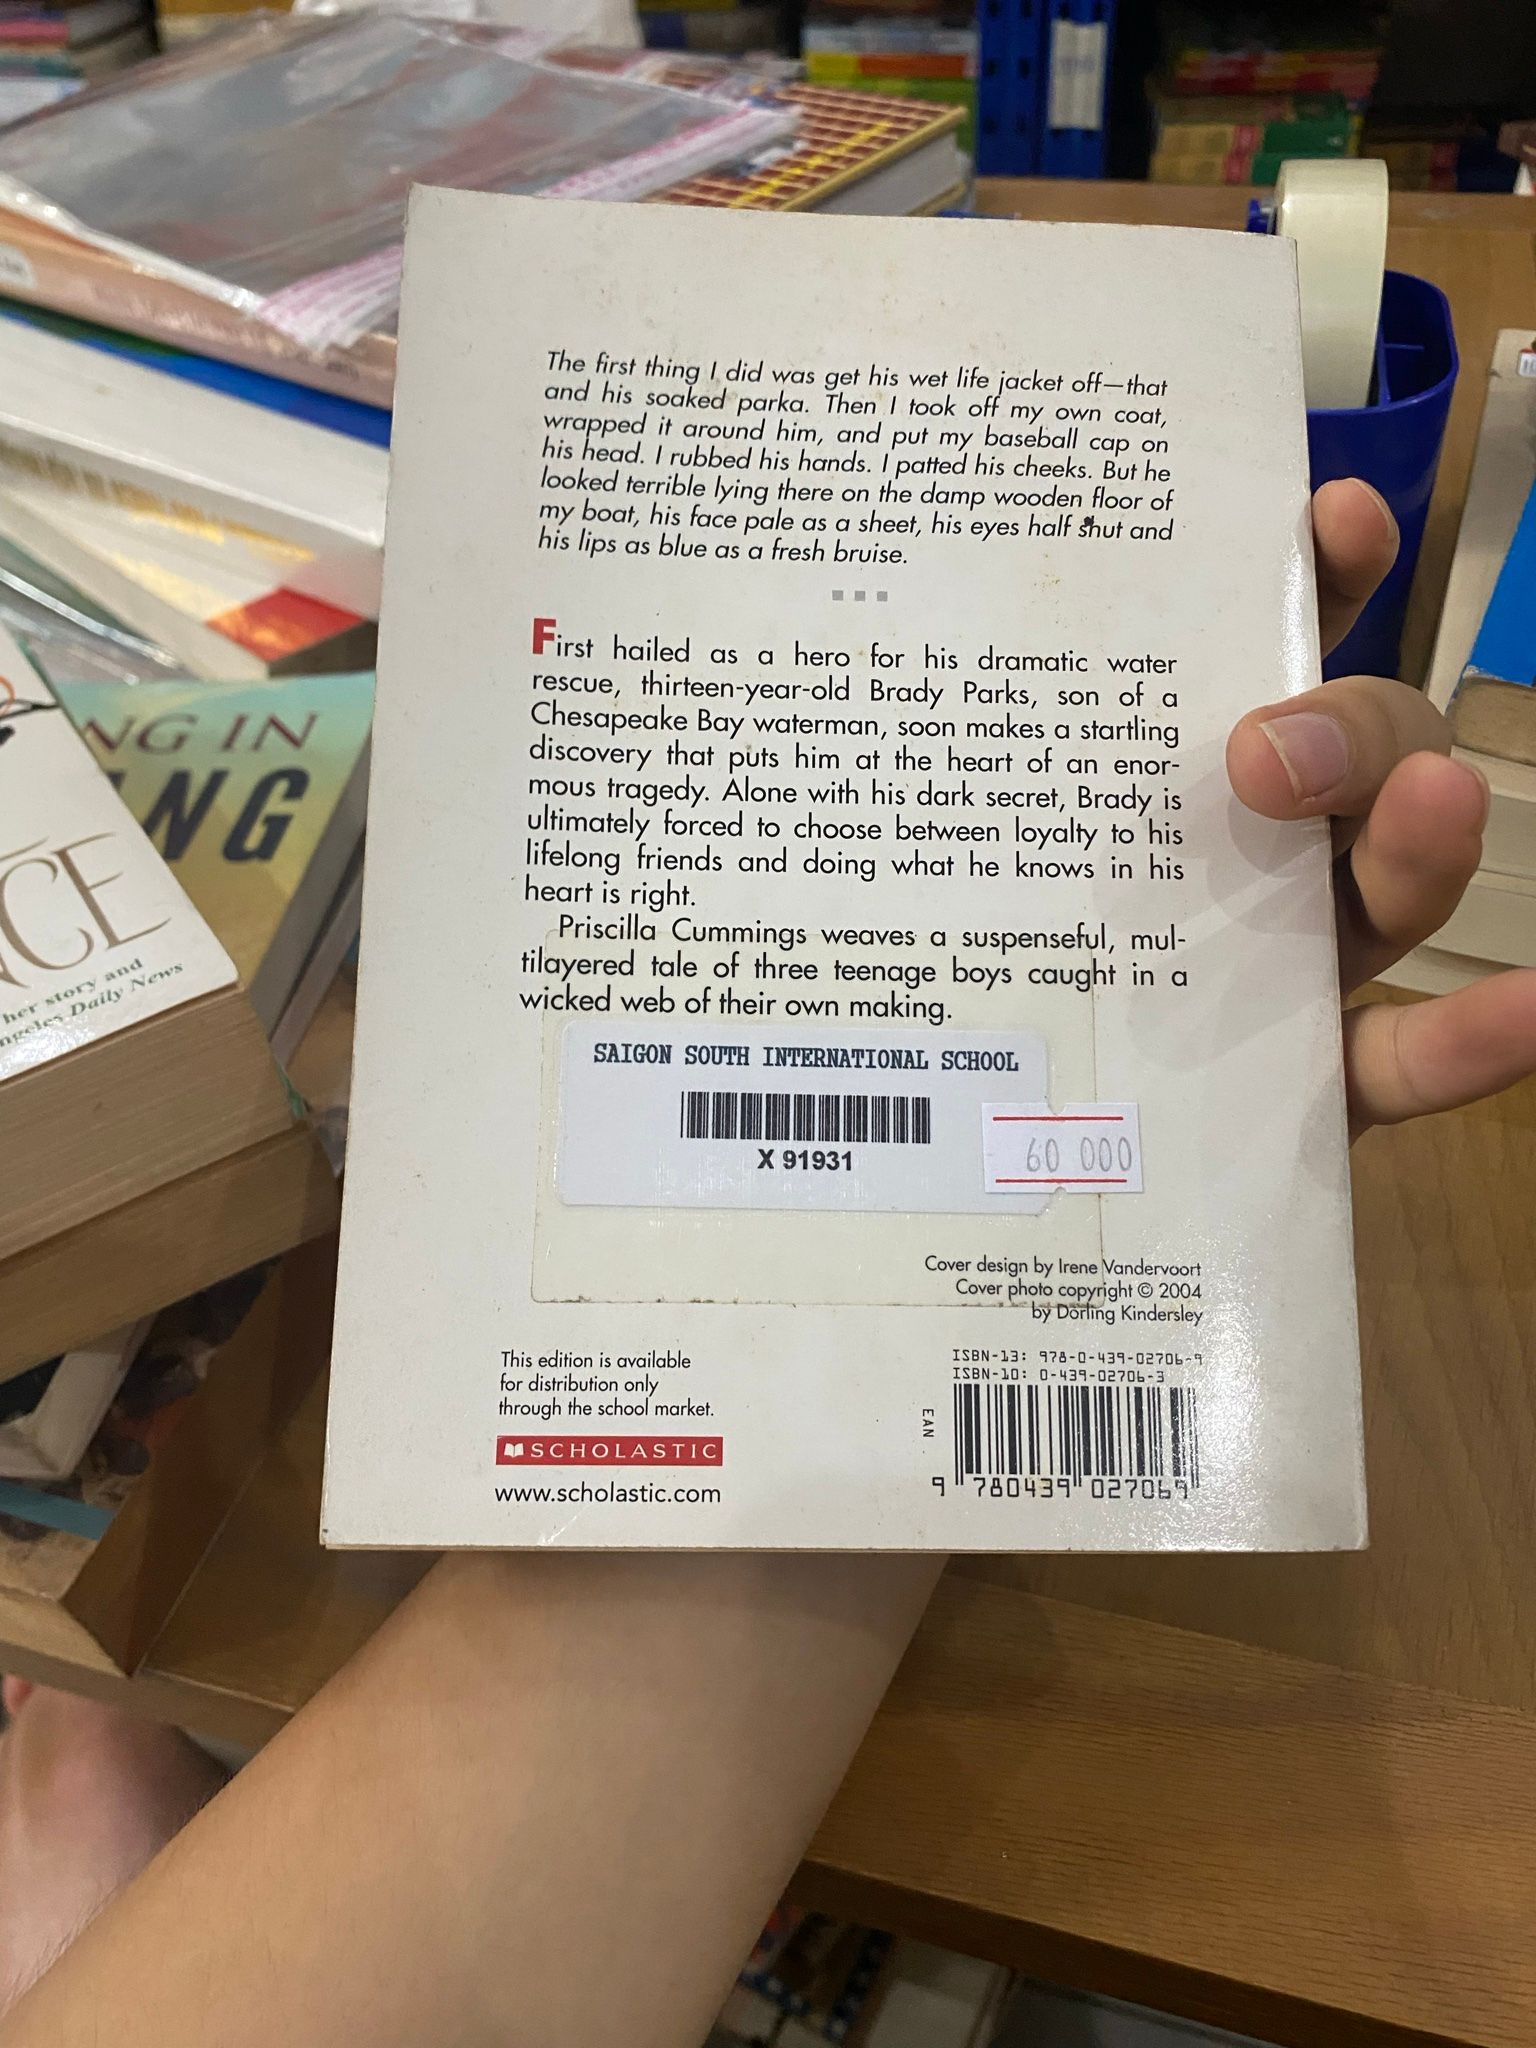 The first thing I did was get his wet life jacket off—that
and his soaked parka. Then I took off my own coat,
wrapped it around him, and put my baseball cap on
his head. I rubbed his hands. I patted his cheeks. But he
looked terrible lying there on the damp wooden floor of
my boat, his face pale as a sheet, his eyes half shut and
his lips as blue as a fresh bruise.
First hailed as a hero for his dramatic water
rescue, thirteen-year-old Brady Parks, son of a
Chesapeake Bay waterman, soon makes a startling
discovery that puts him at the heart of an enor-
mous tragedy. Alone with his dark secret, Brady is
ultimately forced to choose between loyalty to his
lifelong friends and doing what he knows in his
heart is right.
Priscilla Cummings weaves a suspenseful, mul-
tilayered tale of three teenage boys caught in a
wicked web of their own making.
SAIGON SOUTH INTERNATIONAL SCHOOL
X 91931
60 000
Cover design by Irene Vandervoort
Cover photo copyright © 2004
by Dorling Kindersley
This edition is available
for distribution only
through the school market.
SCHOLASTIC
www.scholastic.com
ISBN-13: 978-0-439-02706-9
ISBN-10: 0-439-02706-3
EAN
9 780439 027069
NG IN
NG
CE
her story and
ngeles Daily News